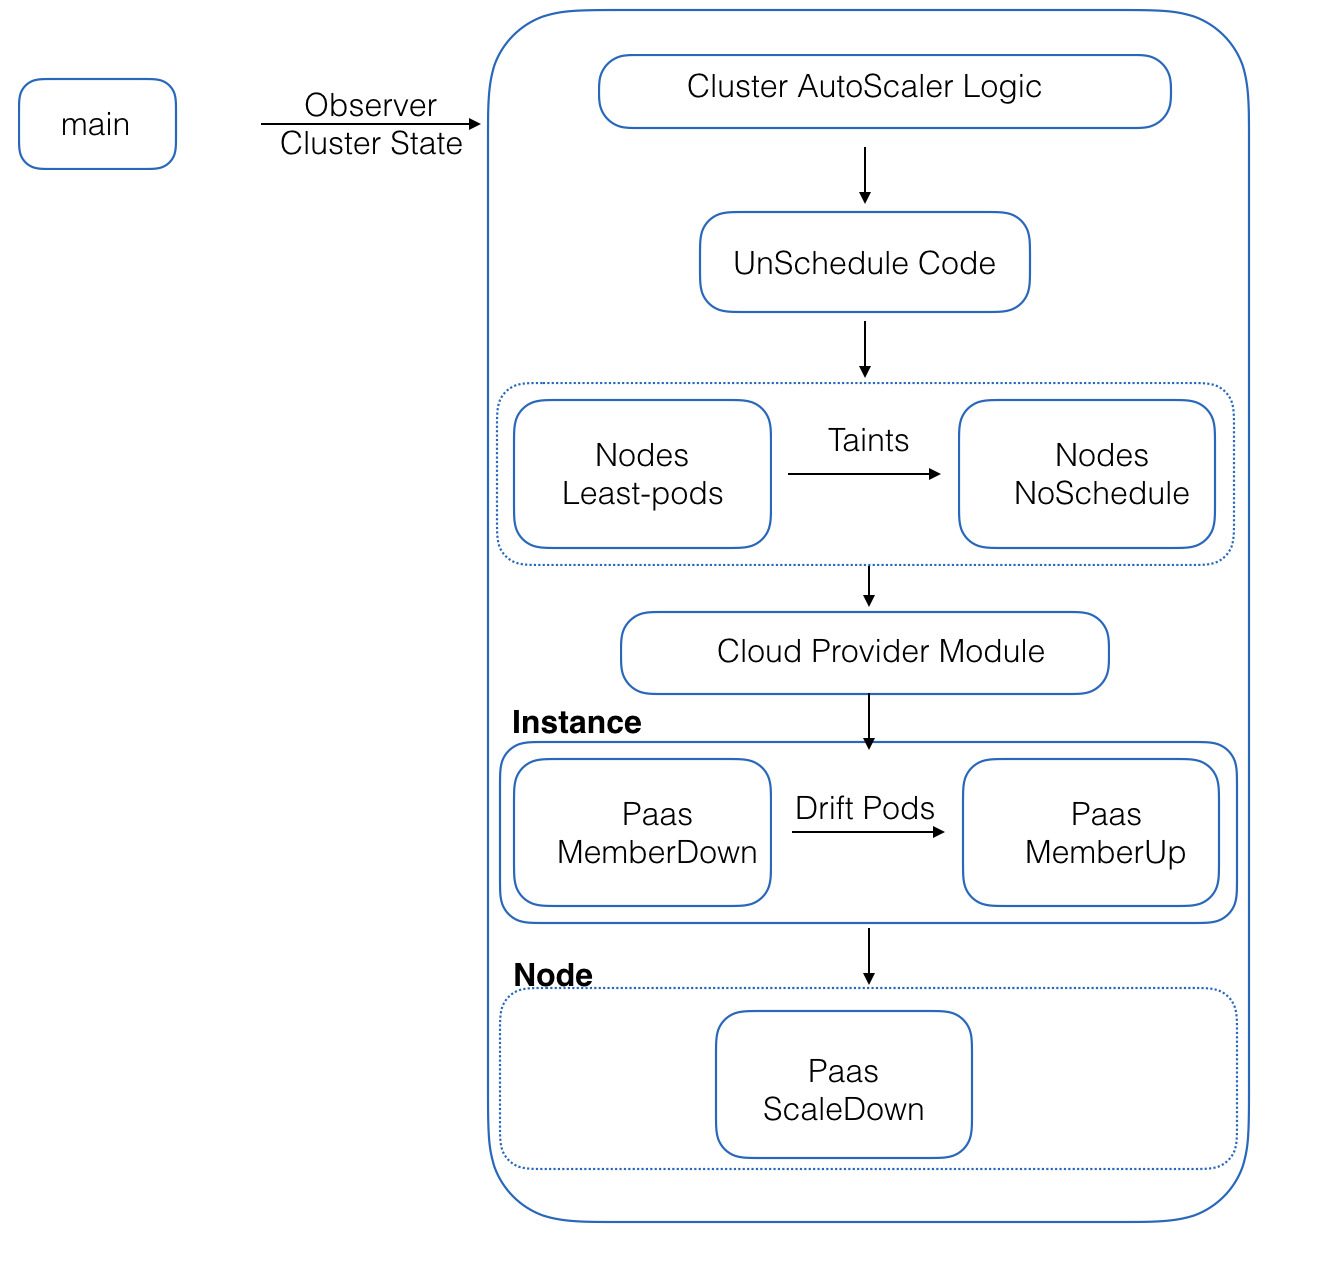 main
Observer
Cluster State
Cluster AutoScaler Logic
UnSchedule Code
Nodes
Least-pods
Taints
Nodes
NoSchedule
Cloud Provider Module
Instance
Paas
MemberDown
Drift Pods
Paas
MemberUp
Node
Paas
ScaleDown